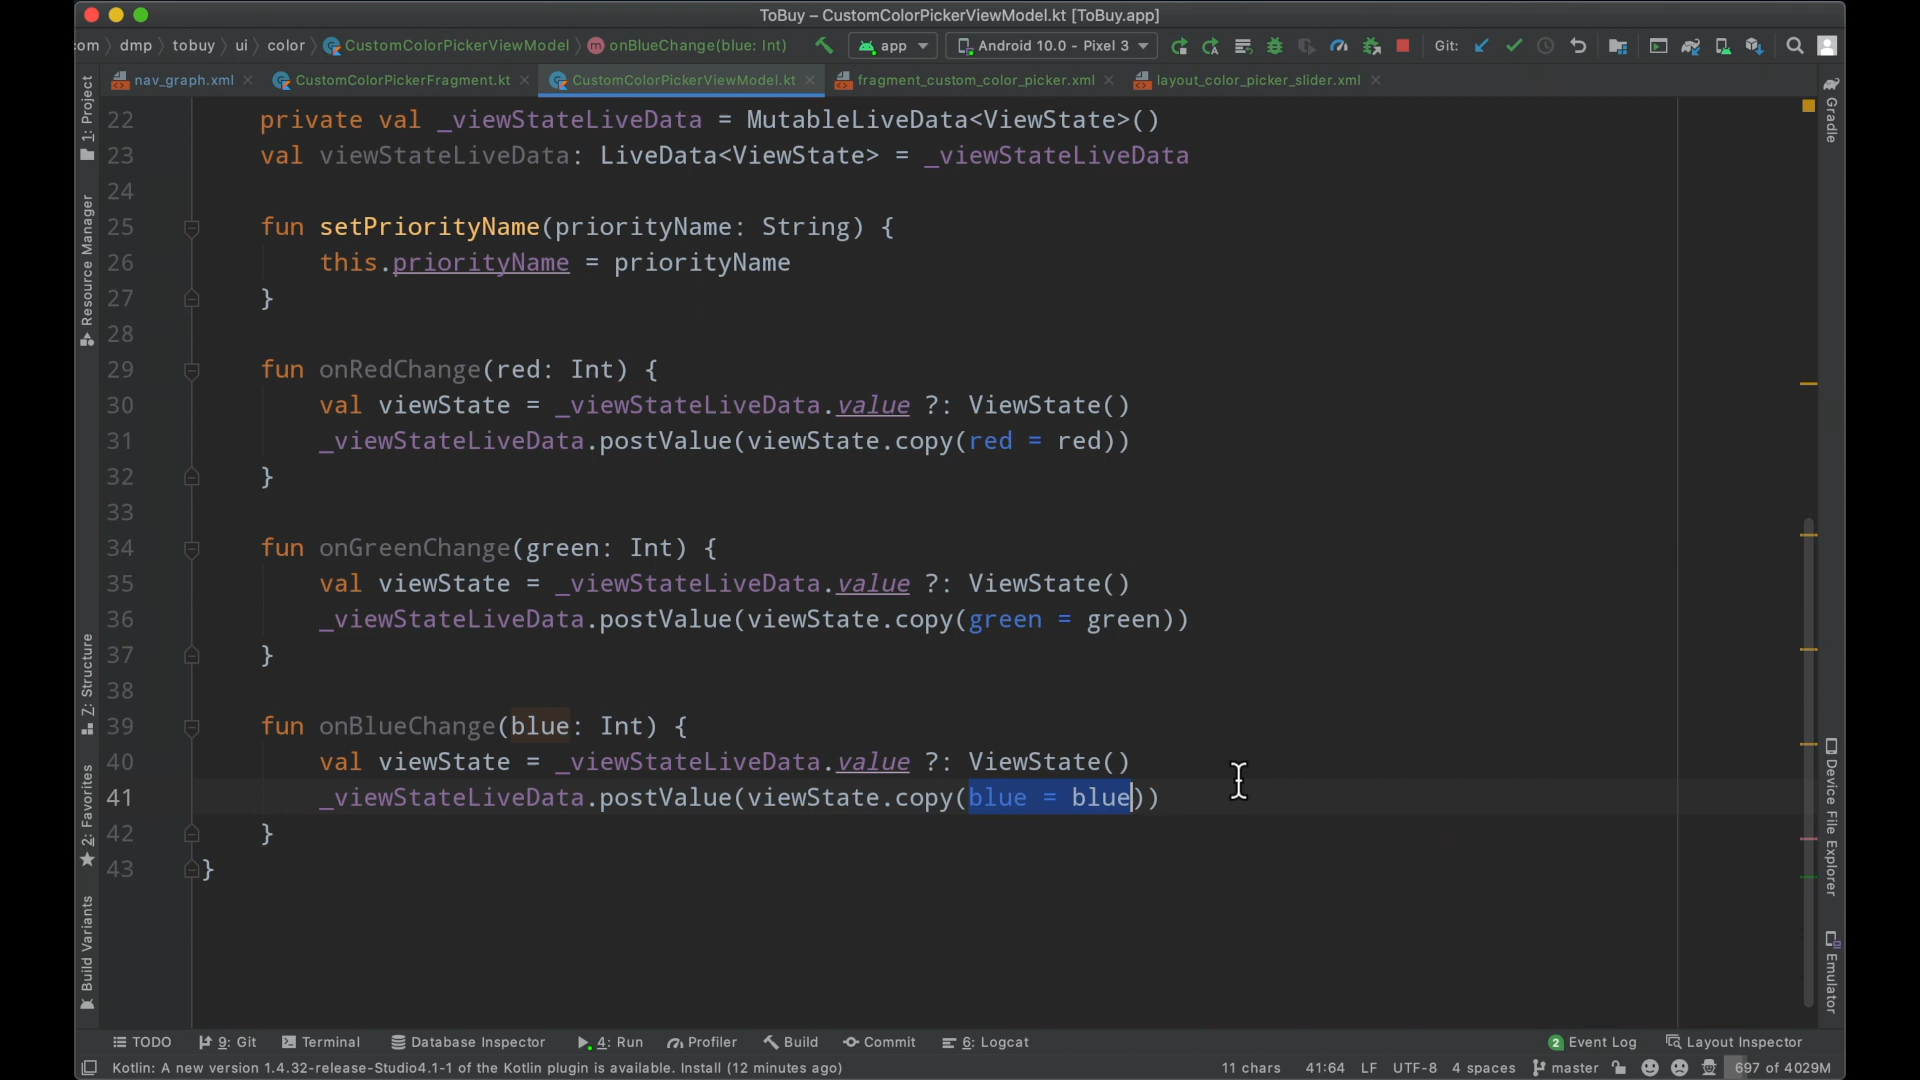 ToBuy – CustomColorPickerViewModel.kt [ToBuy.app]
om dmp tobuy ui color CustomColorPickerViewModel onBlueChange(blue: Int) app Android 10.0 - Pixel 3 Git:
nav_graph.xml CustomColorPickerFragment.kt CustomColorPickerViewModel.kt fragment_custom_color_picker.xml layout_color_picker_slider.xml
1: Project
Resource Manager
Z: Structure
2: Favorites
Build Variants
22 private val _viewStateLiveData = MutableLiveData<ViewState>()
23 val viewStateLiveData: LiveData<ViewState> = _viewStateLiveData
24
25 fun setPriorityName(priorityName: String) {
26 this.priorityName = priorityName
27 }
28
29 fun onRedChange(red: Int) {
30 val viewState = _viewStateLiveData.value ?: ViewState()
31 _viewStateLiveData.postValue(viewState.copy(red = red))
32 }
33
34 fun onGreenChange(green: Int) {
35 val viewState = _viewStateLiveData.value ?: ViewState()
36 _viewStateLiveData.postValue(viewState.copy(green = green))
37 }
38
39 fun onBlueChange(blue: Int) {
40 val viewState = _viewStateLiveData.value ?: ViewState()
41 _viewStateLiveData.postValue(viewState.copy(blue = blue))
42 }
43 }
Gradle
Device File Explorer
Emulator
TODO 9: Git Terminal Database Inspector 4: Run Profiler Build Commit 6: Logcat 2 Event Log Layout Inspector
Kotlin: A new version 1.4.32-release-Studio4.1-1 of the Kotlin plugin is available. Install (12 minutes ago) 11 chars 41:64 LF UTF-8 4 spaces master 697 of 4029M